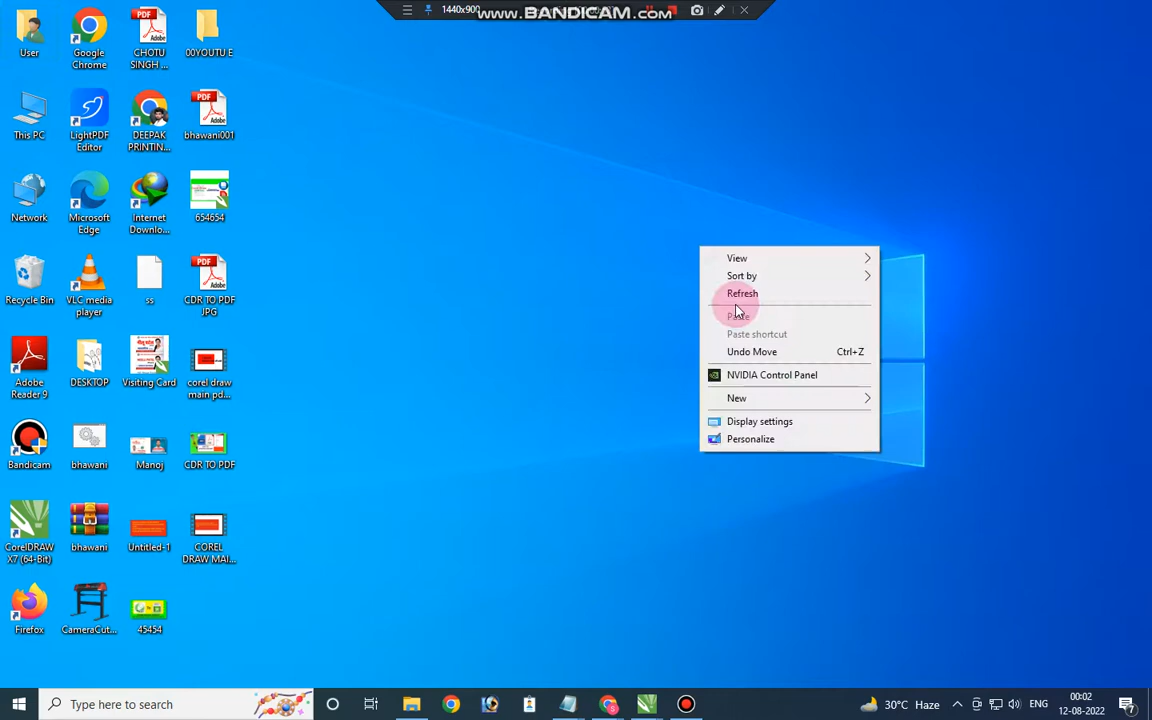 1440x900
www.BANDICAM.com
User
Google
Chrome
CHOTU
SINGH ...
00YOUTU E
This PC
LightPDF
Editor
DEEPAK
PRINTIN...
bhawani001
Network
Microsoft
Edge
Internet
Downlo...
654654
Recycle Bin
VLC media
player
ss
CDR TO PDF
JPG
Adobe
Reader 9
DESKTOP
Visiting Card
corel draw
main pd...
Bandicam
bhawani
Manoj
CDR TO PDF
CorelDRAW
X7 (64-Bit)
bhawani
Untitled-1
COREL
DRAW MAI...
Firefox
CameraCut...
45454
View
Sort by
Refresh
Paste
Paste shortcut
Undo Move Ctrl+Z
NVIDIA Control Panel
New
Display settings
Personalize
Type here to search
30°C Haze
ENG
00:02
12-08-2022
7